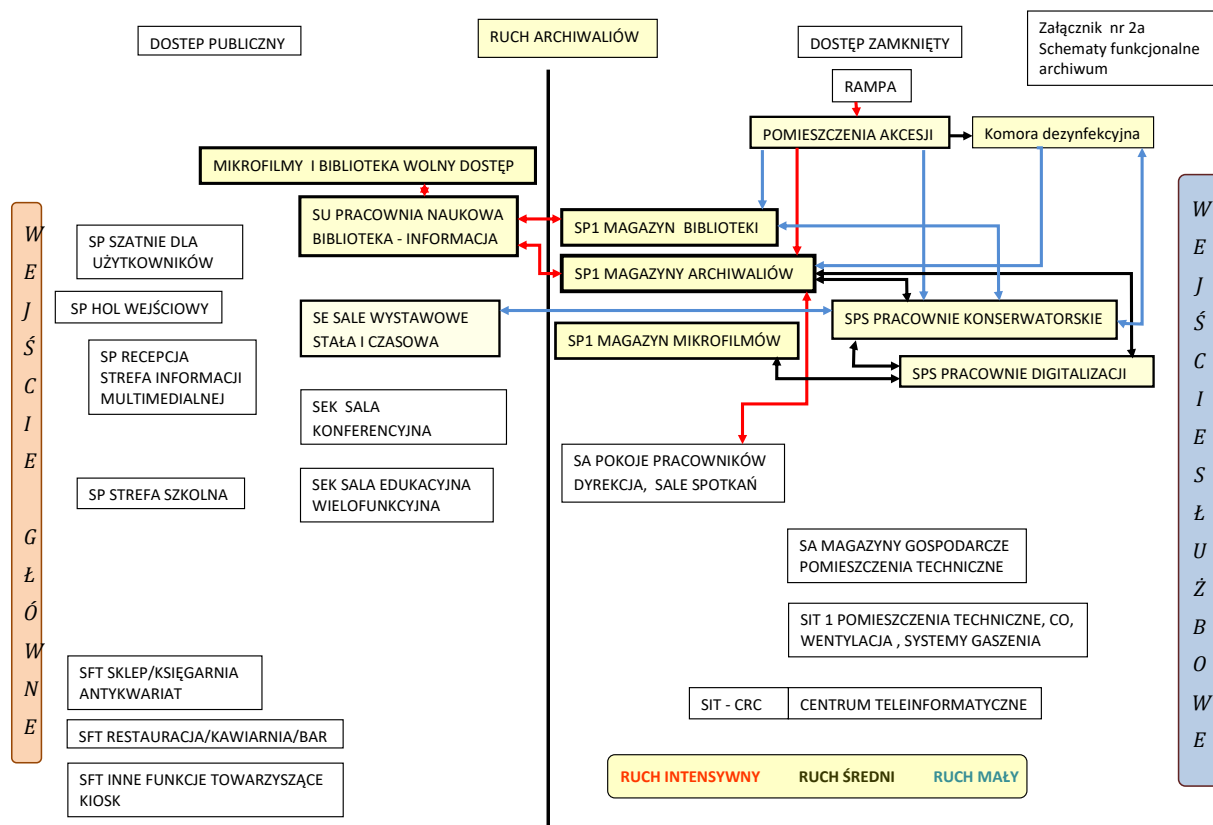 DOSTEP PUBLICZNY
RUCH ARCHIWALIÓW
DOSTĘP ZAMKNIĘTY
Załącznik nr 2a
Schematy funkcjonalne
archiwum
RAMPA
POMIESZCZENIA AKCESJI
Komora dezynfekcyjna
MIKROFILMY I BIBLIOTEKA WOLNY DOSTĘP
SU PRACOWNIA NAUKOWA
BIBLIOTEKA - INFORMACJA
SP1 MAGAZYN BIBLIOTEKI
SP SZATNIE DLA
UŻYTKOWNIKÓW
SP1 MAGAZYNY ARCHIWALIÓW
SP HOL WEJŚCIOWY
SE SALE WYSTAWOWE
STAŁA I CZASOWA
SPS PRACOWNIE KONSERWATORSKIE
SP1 MAGAZYN MIKROFILMÓW
SP RECEPCJA
STREFA INFORMACJI
MULTIMEDIALNEJ
SPS PRACOWNIE DIGITALIZACJI
SEK SALA
KONFERENCYJNA
SA POKOJE PRACOWNIKÓW
DYREKCJA, SALE SPOTKAŃ
SP STREFA SZKOLNA
SEK SALA EDUKACYJNA
WIELOFUNKCYJNA
SA MAGAZYNY GOSPODARCZE
POMIESZCZENIA TECHNICZNE
SIT 1 POMIESZCZENIA TECHNICZNE, CO,
WENTYLACJA , SYSTEMY GASZENIA
SFT SKLEP/KSIĘGARNIA
ANTYKWARIAT
SIT - CRC CENTRUM TELEINFORMATYCZNE
SFT RESTAURACJA/KAWIARNIA/BAR
SFT INNE FUNKCJE TOWARZYSZĄCE
KIOSK
RUCH INTENSYWNY RUCH ŚREDNI RUCH MAŁY
WEJŚCIE GŁÓWNE
WEJŚCIE SŁUŻBOWE